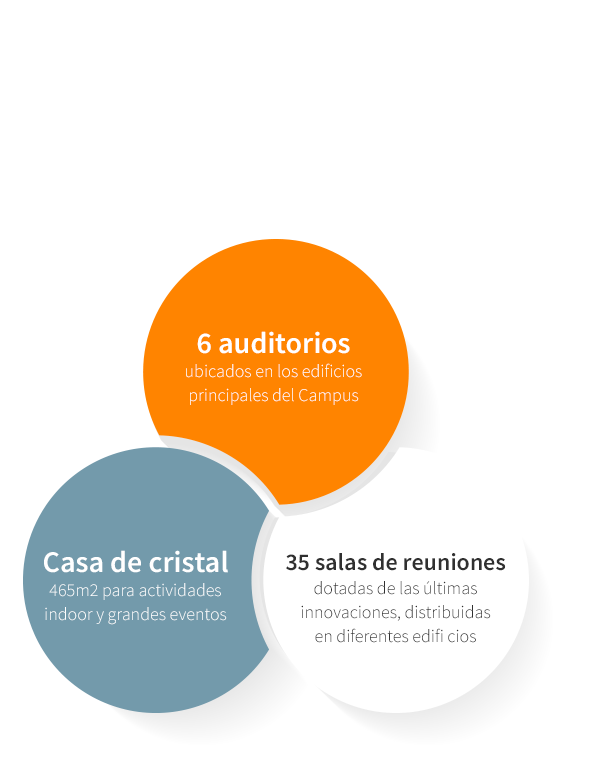 6 auditorios
ubicados en los edificios
principales del Campus
Casa de cristal
465m2 para actividades
indoor y grandes eventos
35 salas de reuniones
dotadas de las últimas
innovaciones, distribuidas
en diferentes edifi cios